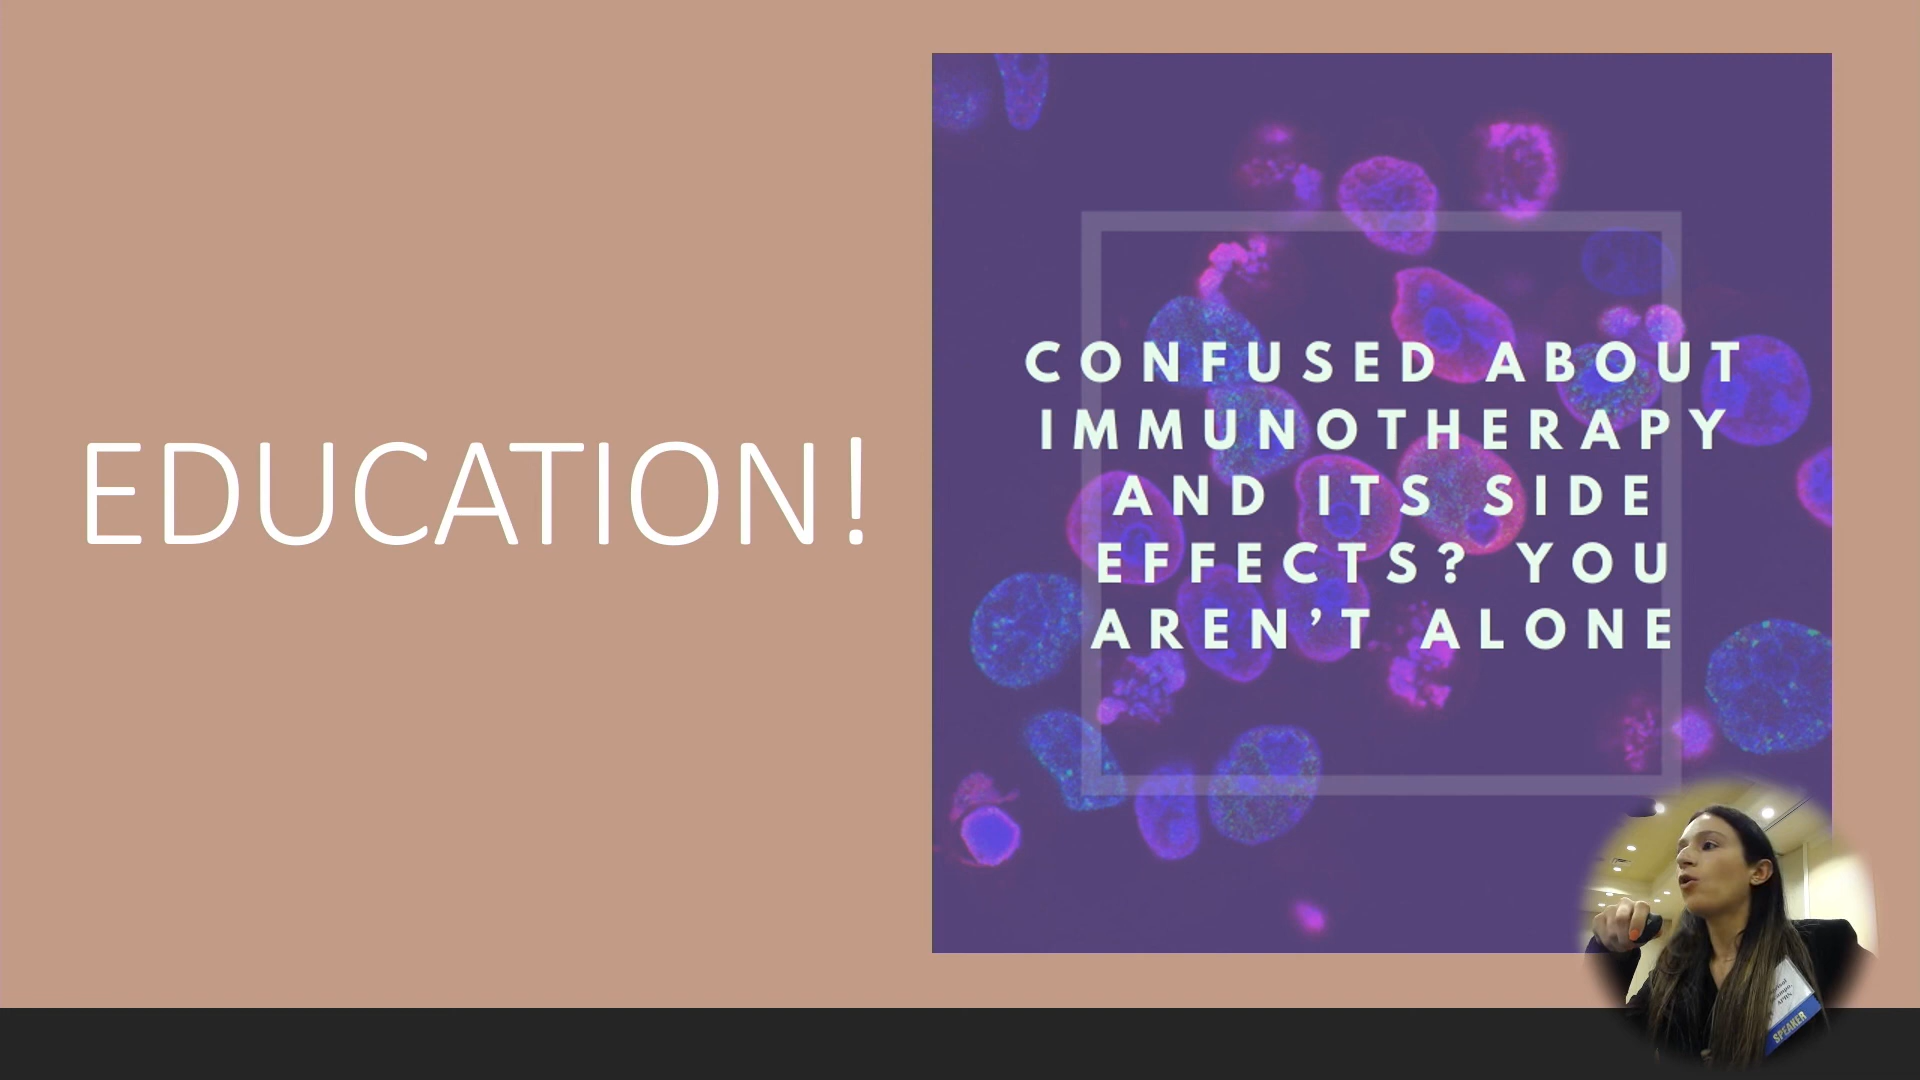 EDUCATION!
CONFUSED ABOUT
IMMUNOTHERAPY
AND ITS SIDE
EFFECTS? YOU
AREN’T ALONE
SPEAKER